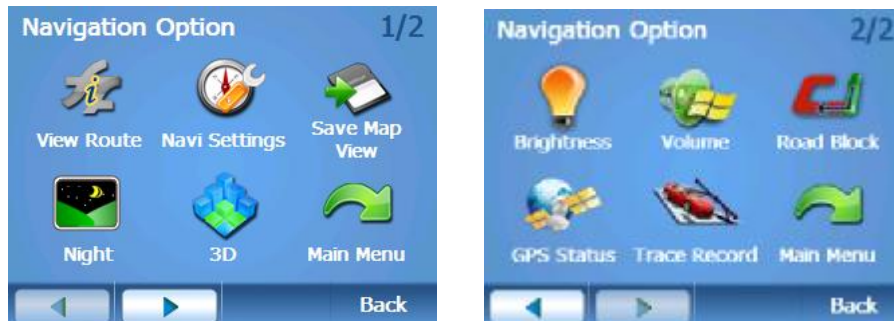 Navigation Option 1/2
View Route Navi Settings Save Map
View
Night 3D Main Menu
Back
Navigation Option 2/2
Brightness Volume Road Block
GPS Status Trace Record Main Menu
Back